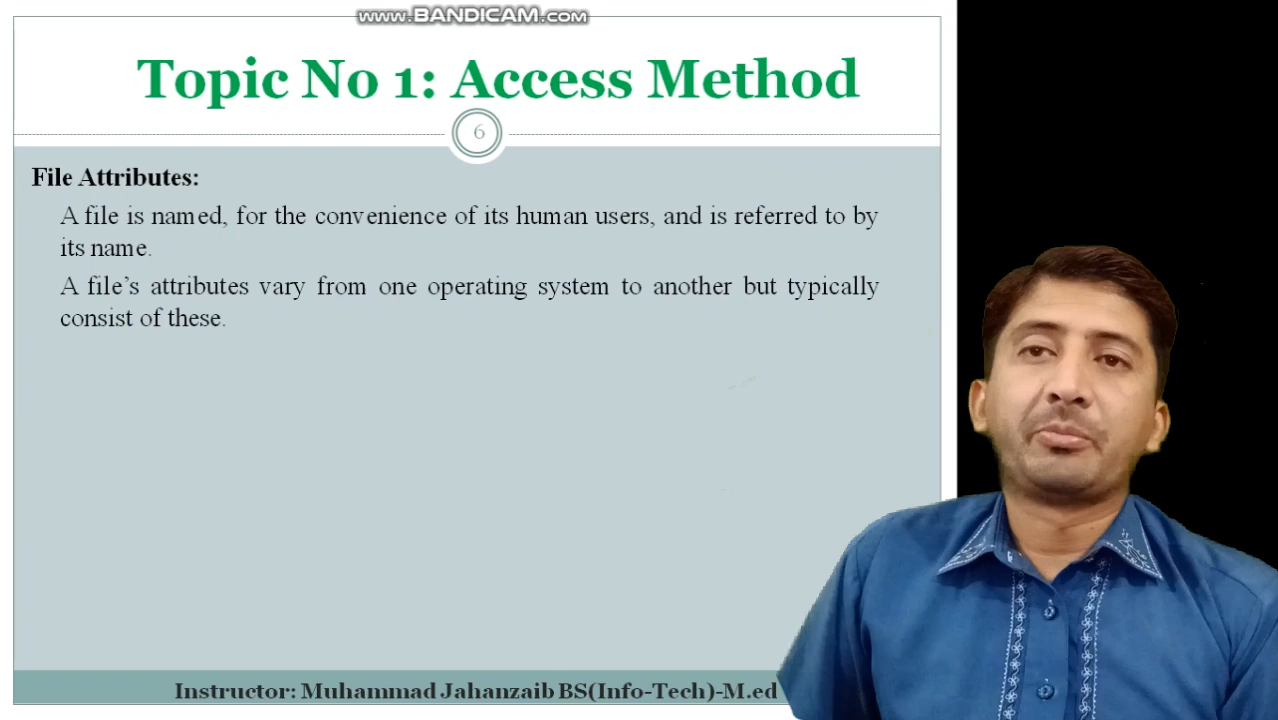 www.BANDICAM.com
Topic No 1: Access Method
6
File Attributes:
A file is named, for the convenience of its human users, and is referred to by
its name.
A file's attributes vary from one operating system to another but typically
consist of these.
Instructor: Muhammad Jahanzaib BS(Info-Tech)-M.ed